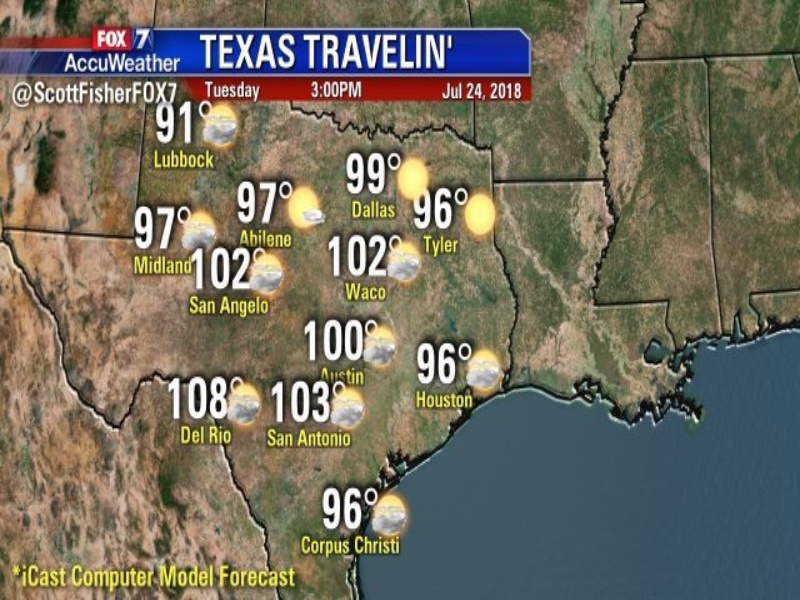 FOX 7
AccuWeather
TEXAS TRAVELIN'
@ScottFisherFOX7
Tuesday 3:00PM Jul 24, 2018
91°
Lubbock
99°
Dallas
97°
Abilene
96°
Tyler
97°
Midland
102°
San Angelo
102°
Waco
100°
Austin
96°
Houston
108°
Del Rio
103°
San Antonio
96°
Corpus Christi
*iCast Computer Model Forecast